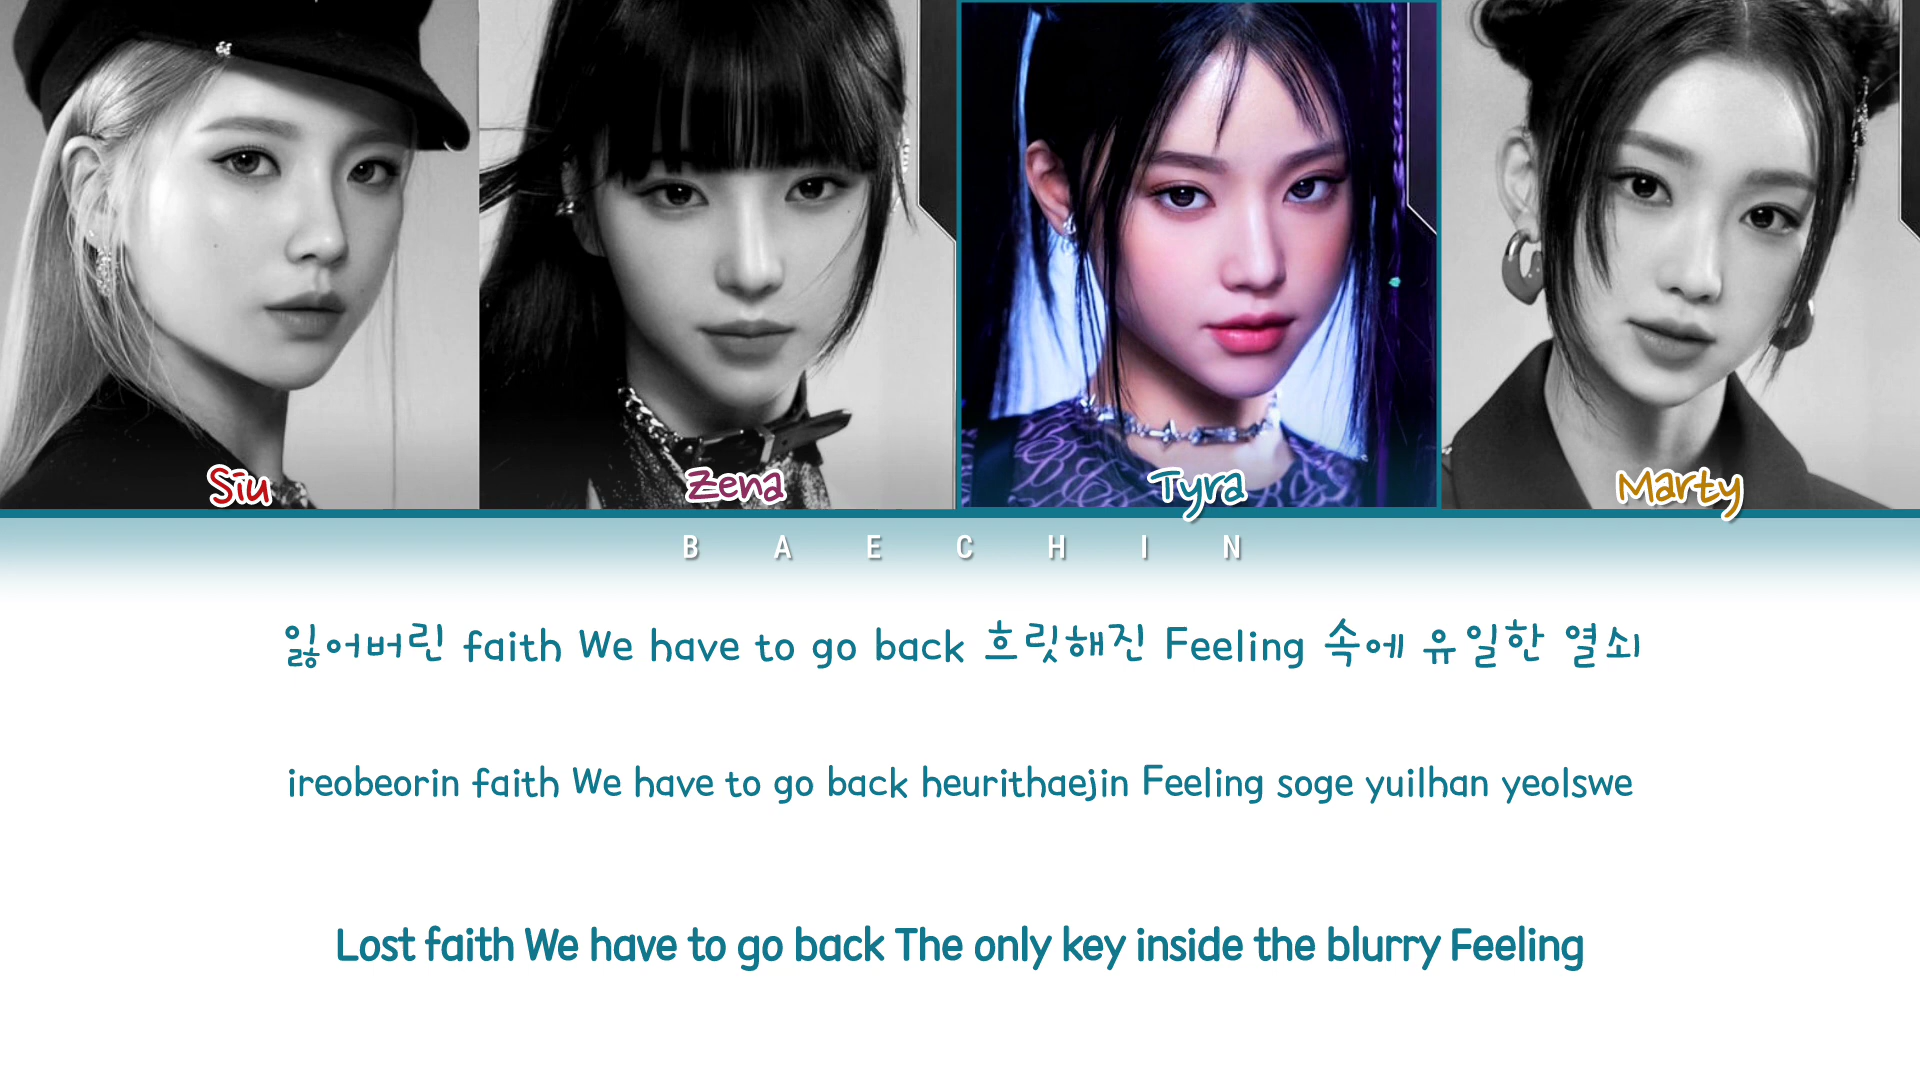 Siu Zena Tyra Marty
BAECHIN
잃어버린 faith We have to go back 흐릿해진 Feeling 속에 유일한 열쇠
ireobeorin faith We have to go back heurithaejin Feeling soge yuilhan yeolswe
Lost faith We have to go back The only key inside the blurry Feeling